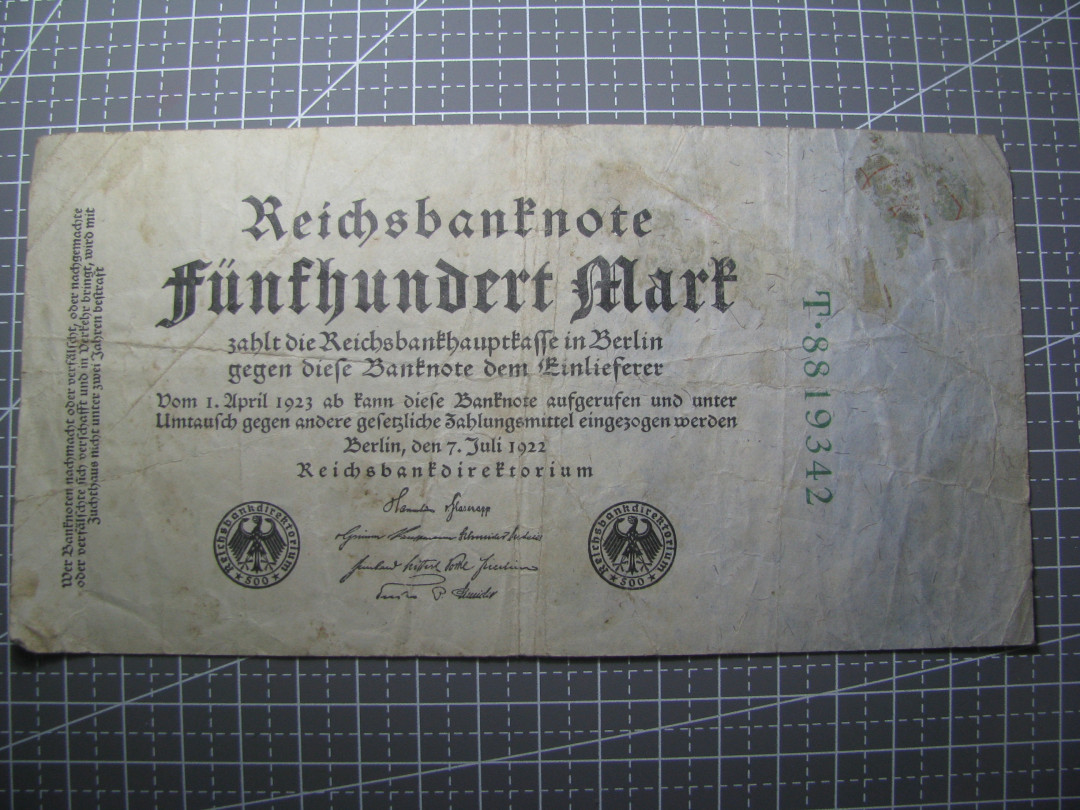 Reichsbanknote
Fünfhundert Mark
zahlt die Reichsbankhauptkasse in Berlin
gegen diese Banknote dem Einlieferer
Vom 1. April 1923 ab kann diese Banknote aufgerufen und unter
Umtausch gegen andere gesetzliche Zahlungsmittel eingezogen werden
Berlin, den 7. Juli 1922
Reichsbankdirektorium
Reichsbankdirektorium
500
Reichsbankdirektorium
500
Wer Banknoten nachmacht oder verfälscht, oder nachgemachte
oder verfälschte sich verschafft und in Verkehr bringt, wird mit
Zuchthaus nicht unter zwei Jahren bestraft
T·8819342